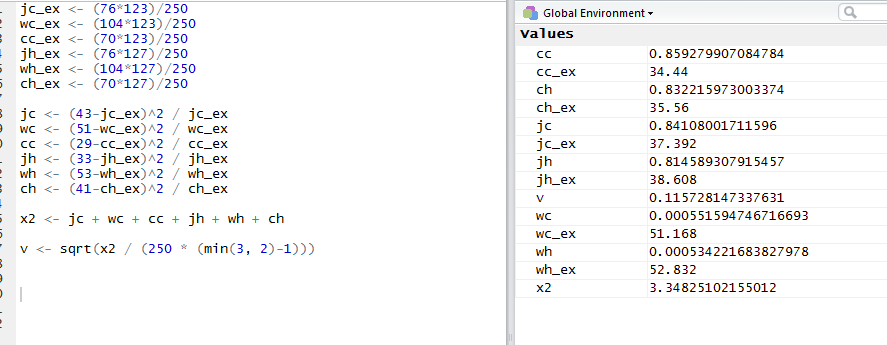 jc_ex <- (76*123)/250
wc_ex <- (104*123)/250
cc_ex <- (70*123)/250
jh_ex <- (76*127)/250
wh_ex <- (104*127)/250
ch_ex <- (70*127)/250
jc <- (43-jc_ex)^2 / jc_ex
wc <- (51-wc_ex)^2 / wc_ex
cc <- (29-cc_ex)^2 / cc_ex
jh <- (33-jh_ex)^2 / jh_ex
wh <- (53-wh_ex)^2 / wh_ex
ch <- (41-ch_ex)^2 / ch_ex
x2 <- jc + wc + cc + jh + wh + ch
v <- sqrt(x2 / (250 * (min(3, 2)-1)))
Global Environment
Values
cc 0.859279907084784
cc_ex 34.44
ch 0.832215973003374
ch_ex 35.56
jc 0.84108001711596
jc_ex 37.392
jh 0.814589307915457
jh_ex 38.608
v 0.115728147337631
wc 0.000551594746716693
wc_ex 51.168
wh 0.000534221683827978
wh_ex 52.832
x2 3.34825102155012